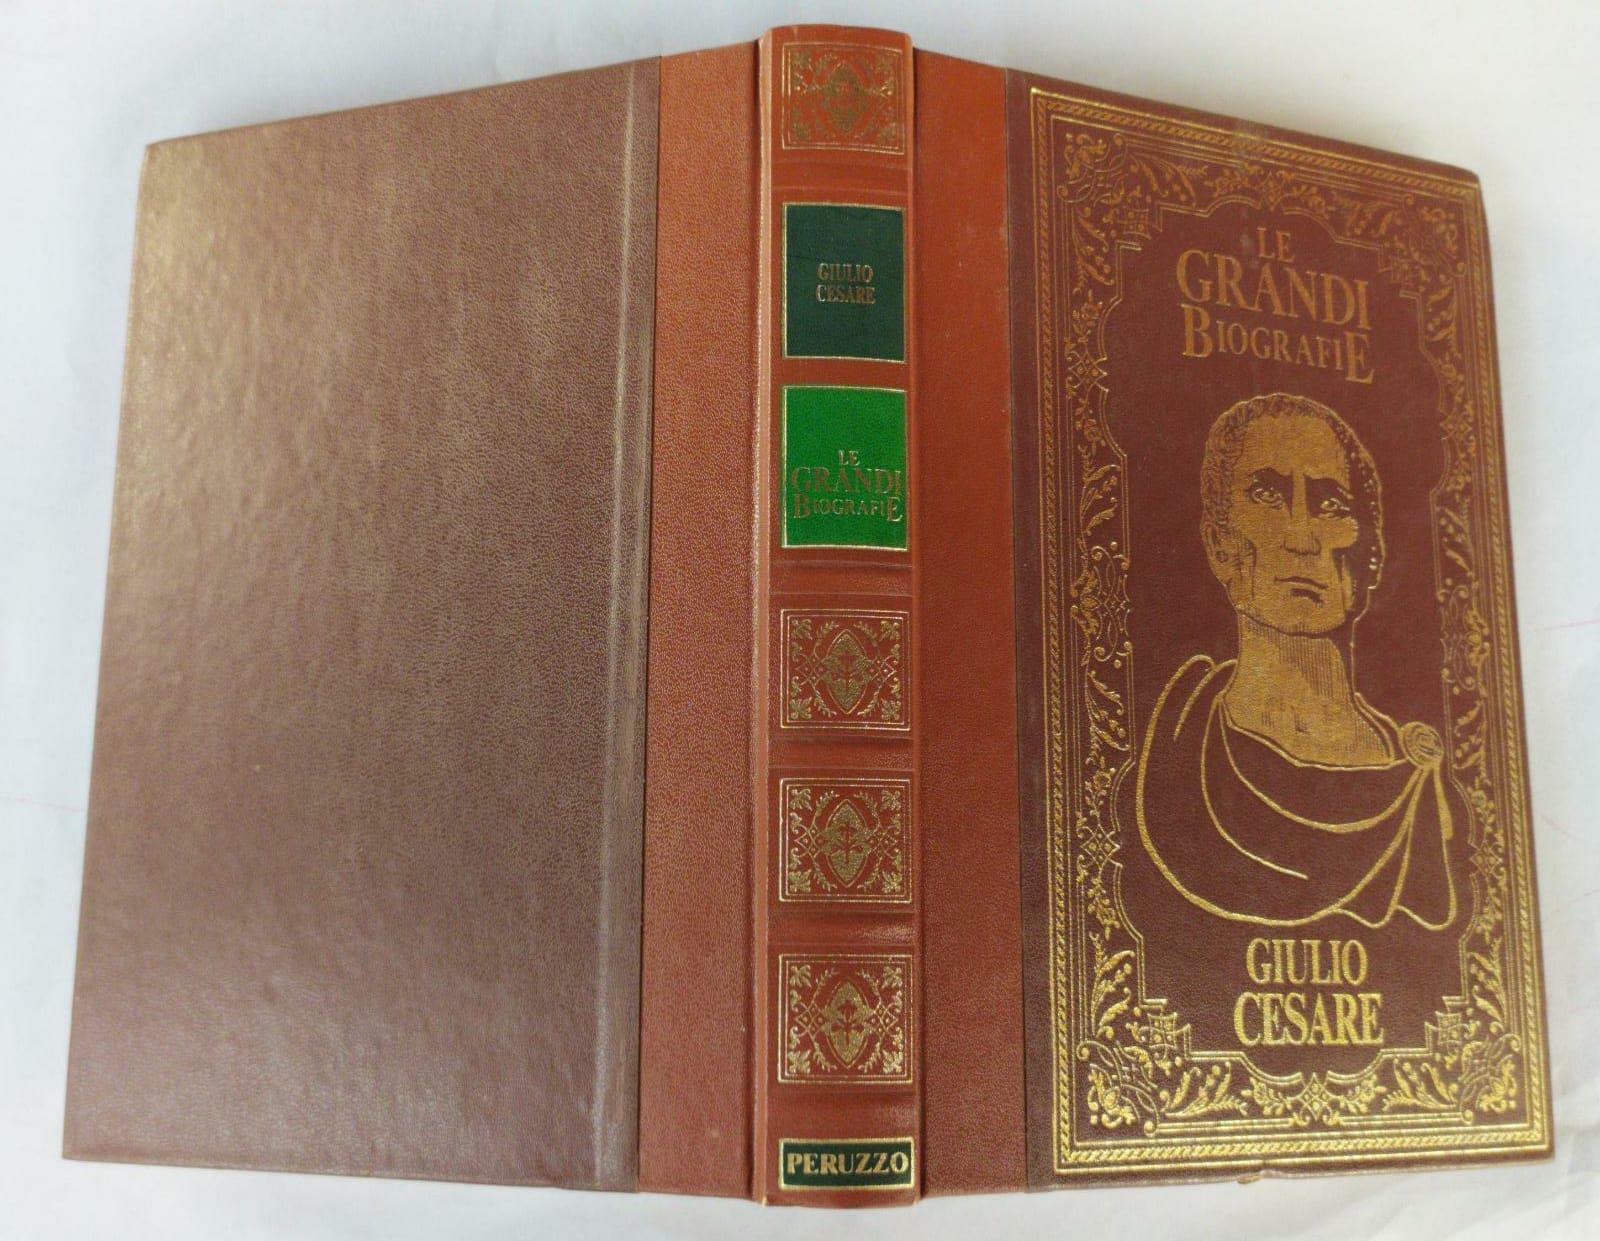 GIULIO
CESARE
LE
GRANDI
BIOGRAFIE
PERUZZO
LE
GRANDI
BIOGRAFIE
GIULIO
CESARE